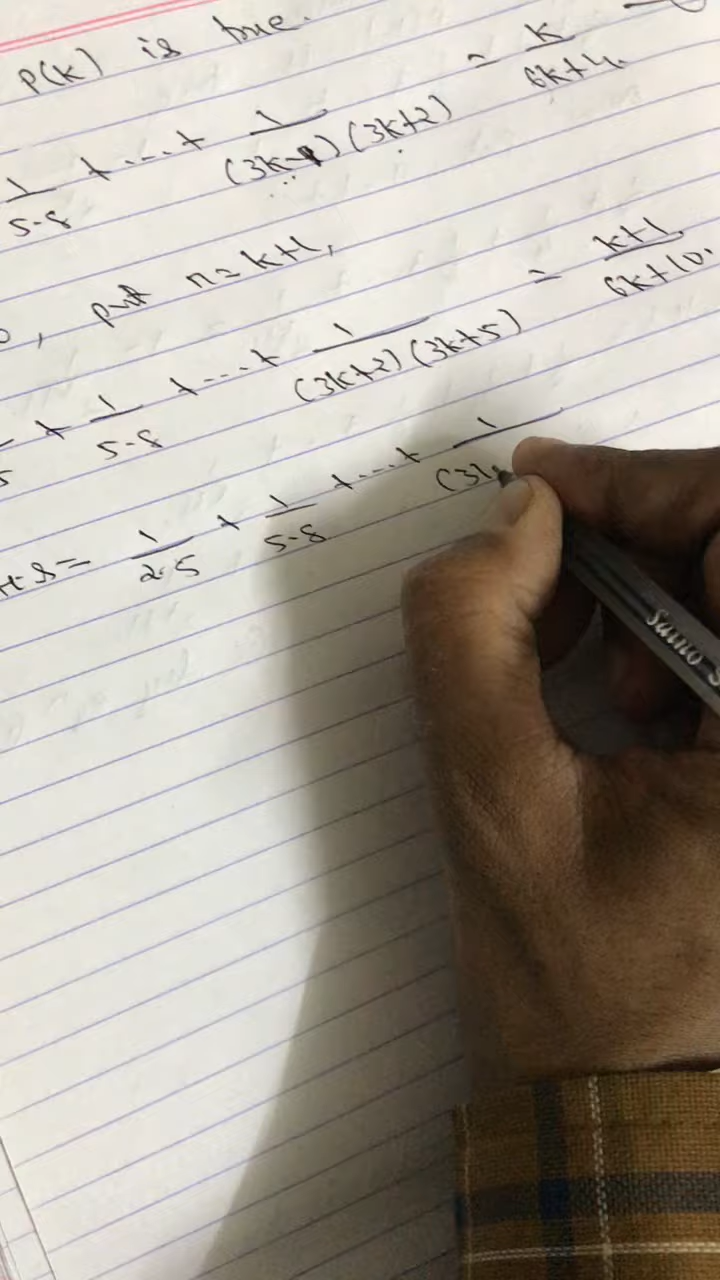 P(k) is true.
1/5·8 + ... + 1/(3k-1)(3k+2) = k/6k+4.
, put n=k+1,
+ 1/5·8 + ... + 1/(3k+2)(3k+5) = k+1/6k+10.
H S = 1/2·5 + 1/5·8 + ... + 1/(3k
Saino S